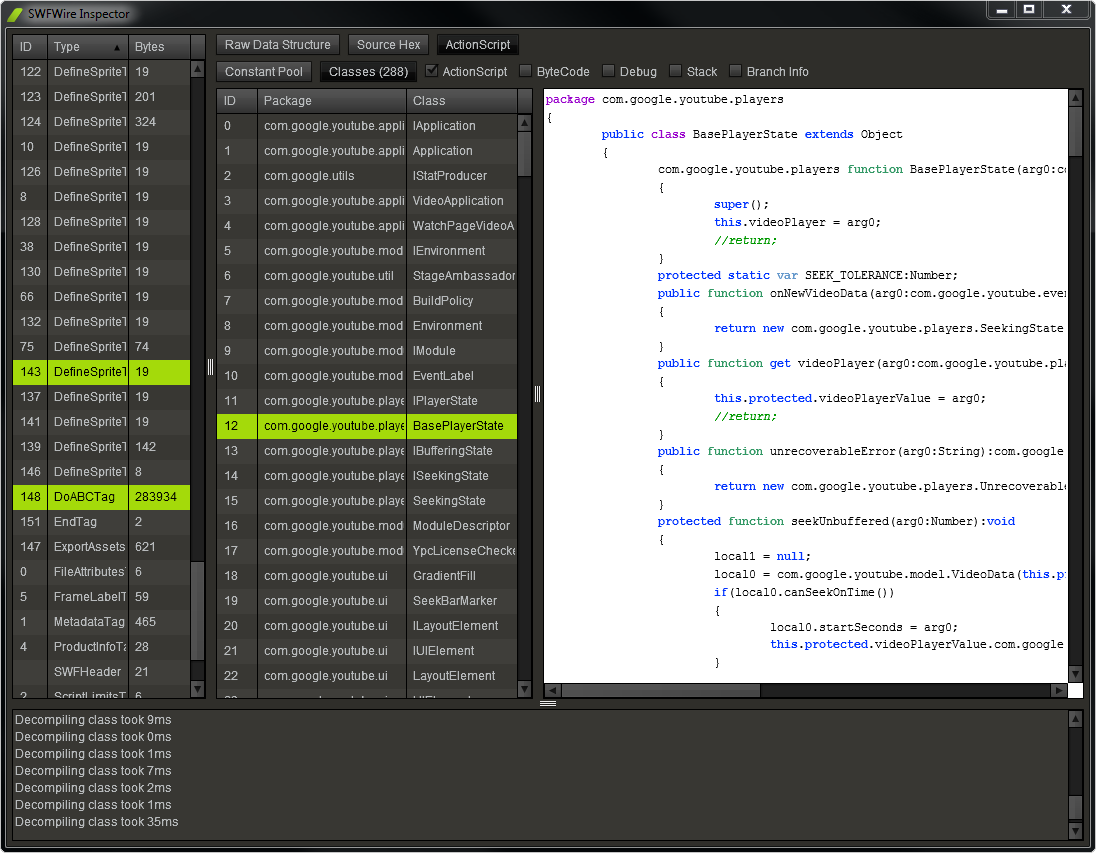 SWFWire Inspector
ID Type Bytes
122 DefineSpriteT 19
123 DefineSpriteT 201
124 DefineSpriteT 324
10 DefineSpriteT 19
126 DefineSpriteT 19
8 DefineSpriteT 19
128 DefineSpriteT 19
38 DefineSpriteT 19
130 DefineSpriteT 19
66 DefineSpriteT 19
132 DefineSpriteT 19
75 DefineSpriteT 74
143 DefineSpriteT 19
137 DefineSpriteT 19
141 DefineSpriteT 19
139 DefineSpriteT 142
146 DefineSpriteT 8
148 DoABCTag 283934
151 EndTag 2
147 ExportAssets 621
0 FileAttributesT 6
5 FrameLabelT 59
1 MetadataTag 465
4 ProductInfoTa 28
SWFHeader 21
2 ScriptLimitsT 6
Raw Data Structure Source Hex ActionScript
Constant Pool Classes (288) ActionScript ByteCode Debug Stack Branch Info
ID Package Class
0 com.google.youtube.appli IApplication
1 com.google.youtube.appli Application
2 com.google.utils IStatProducer
3 com.google.youtube.appli VideoApplication
4 com.google.youtube.appli WatchPageVideoA
5 com.google.youtube.mod IEnvironment
6 com.google.youtube.util StageAmbassador
7 com.google.youtube.mod BuildPolicy
8 com.google.youtube.mod Environment
9 com.google.youtube.mod IModule
10 com.google.youtube.mod EventLabel
11 com.google.youtube.playe IPlayerState
12 com.google.youtube.playe BasePlayerState
13 com.google.youtube.playe IBufferingState
14 com.google.youtube.playe ISeekingState
15 com.google.youtube.playe SeekingState
16 com.google.youtube.mod ModuleDescriptor
17 com.google.youtube.mod YpcLicenseChecke
18 com.google.youtube.ui GradientFill
19 com.google.youtube.ui SeekBarMarker
20 com.google.youtube.ui ILayoutElement
21 com.google.youtube.ui IUIElement
22 com.google.youtube.ui LayoutElement
23 com.google.youtube.ui UIElement
package com.google.youtube.players
{
public class BasePlayerState extends Object
{
com.google.youtube.players function BasePlayerState(arg0:co
{
super();
this.videoPlayer = arg0;
//return;
}
protected static var SEEK_TOLERANCE:Number;
public function onNewVideoData(arg0:com.google.youtube.eve
{
return new com.google.youtube.players.SeekingState
}
public function get videoPlayer(arg0:com.google.youtube.pla
{
this.protected.videoPlayerValue = arg0;
//return;
}
public function unrecoverableError(arg0:String):com.google
{
return new com.google.youtube.players.Unrecoverabl
}
protected function seekUnbuffered(arg0:Number):void
{
local1 = null;
local0 = com.google.youtube.model.VideoData(this.p
if(local0.canSeekOnTime())
{
local0.startSeconds = arg0;
this.protected.videoPlayerValue.com.google
}
Decompiling class took 9ms
Decompiling class took 0ms
Decompiling class took 1ms
Decompiling class took 7ms
Decompiling class took 2ms
Decompiling class took 1ms
Decompiling class took 35ms